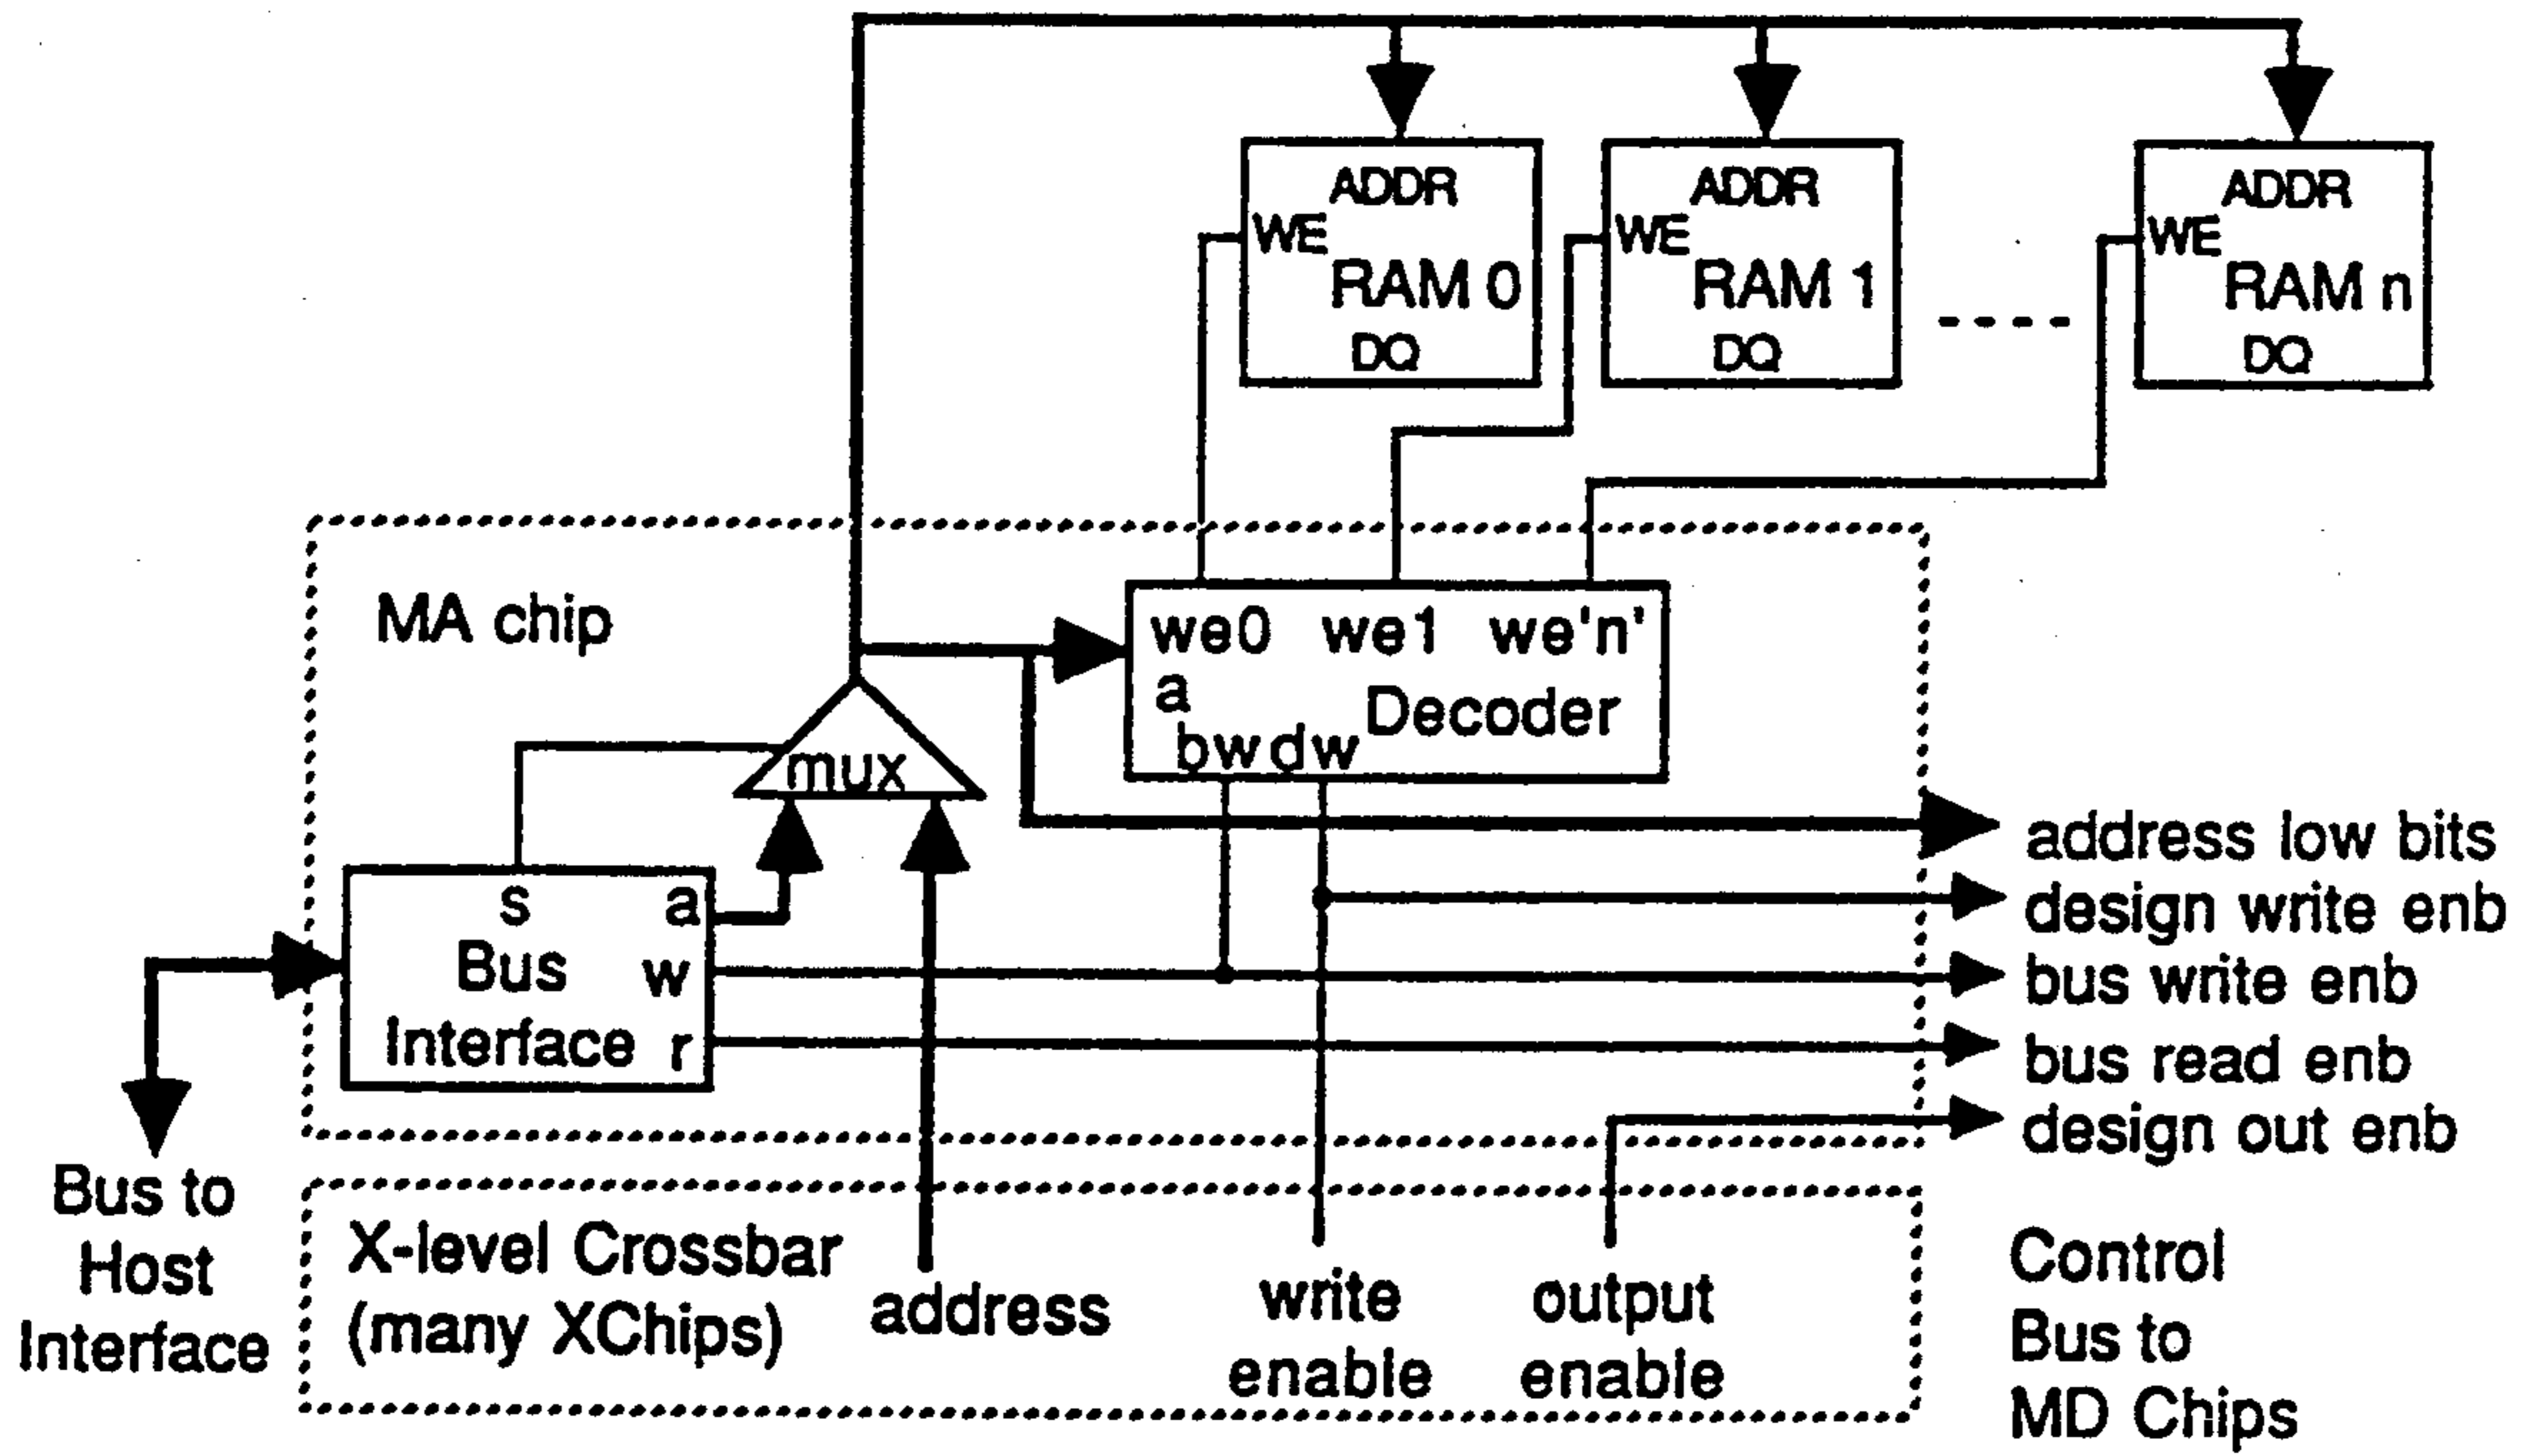 ADDR
WE
RAM 0
DQ
ADDR
WE
RAM 1
DQ
ADDR
WE
RAM n
DQ
MA chip
we0 we1 we'n'
a
Decoder
bw dw
mux
s a
Bus w
Interface r
address low bits
design write enb
bus write enb
bus read enb
design out enb
Bus to
Host
Interface
X-level Crossbar
(many XChips)
address
write
enable
output
enable
Control
Bus to
MD Chips